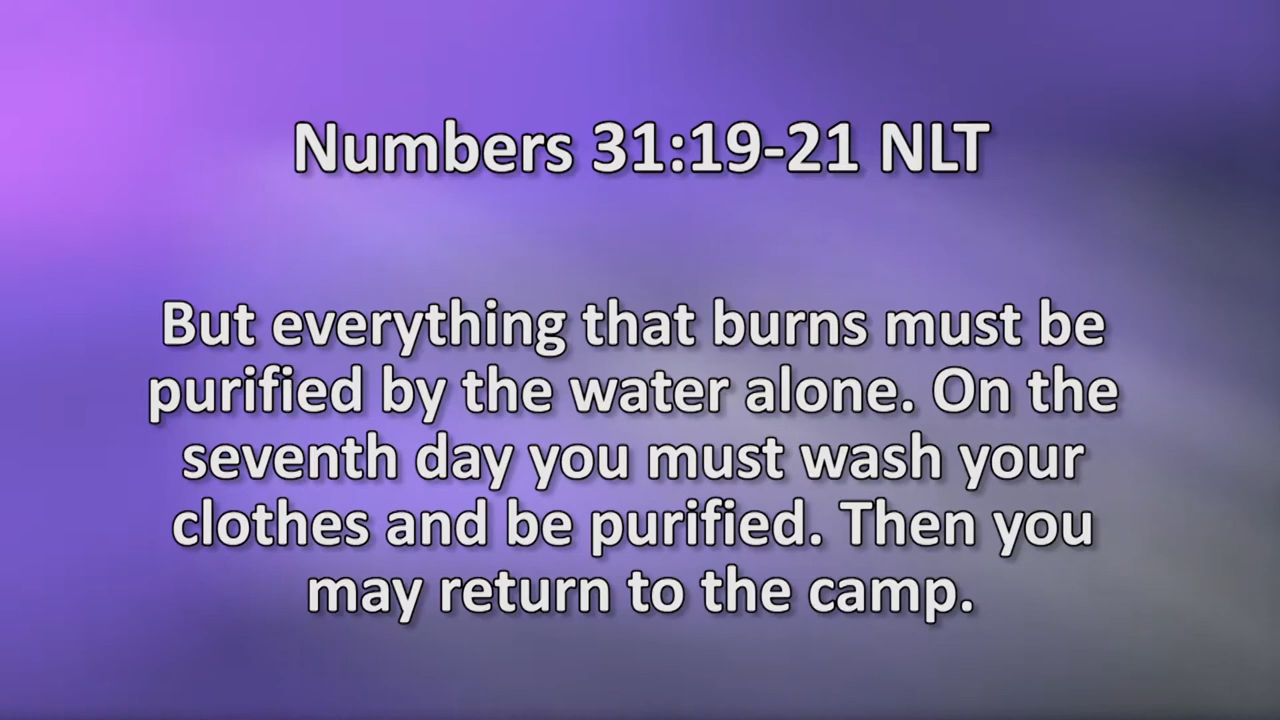 Numbers 31:19-21 NLT
But everything that burns must be
purified by the water alone. On the
seventh day you must wash your
clothes and be purified. Then you
may return to the camp.